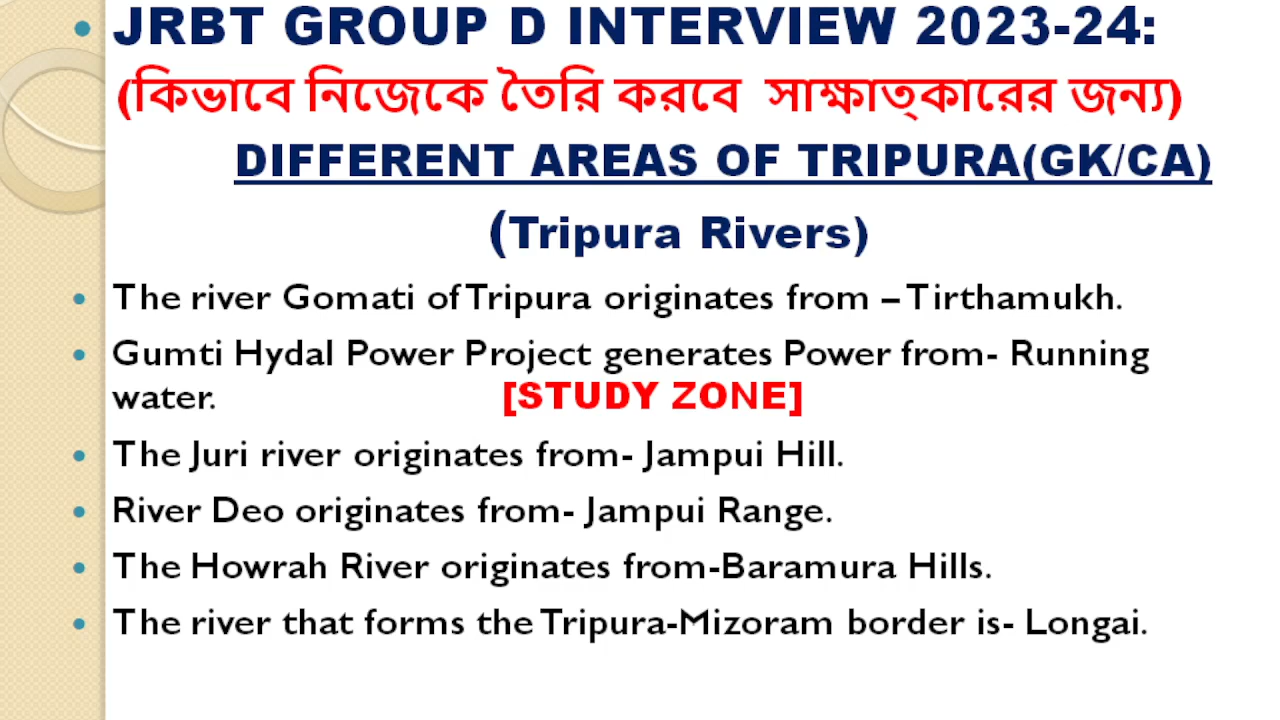 • JRBT GROUP D INTERVIEW 2023-24:
(কিভাবে নিজেকে তৈরি করবে সাক্ষাত্কারের জন্য)
DIFFERENT AREAS OF TRIPURA(GK/CA)
(Tripura Rivers)
• The river Gomati of Tripura originates from – Tirthamukh.
• Gumti Hydal Power Project generates Power from- Running
water. [STUDY ZONE]
• The Juri river originates from- Jampui Hill.
• River Deo originates from- Jampui Range.
• The Howrah River originates from-Baramura Hills.
• The river that forms the Tripura-Mizoram border is- Longai.